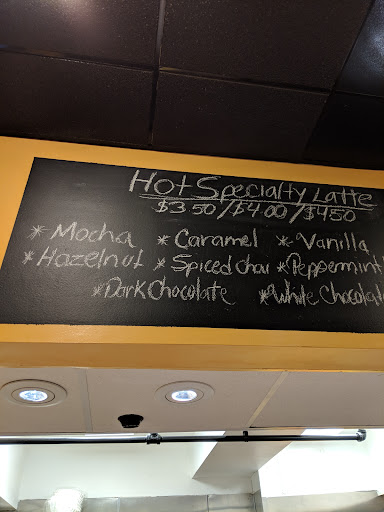 Hot Specialty Latte
$3.50/$4.00/$4.50
* Mocha * Caramel * Vanilla
* Hazelnut * Spiced chai * Peppermint
* Dark Chocolate * White Chocolat